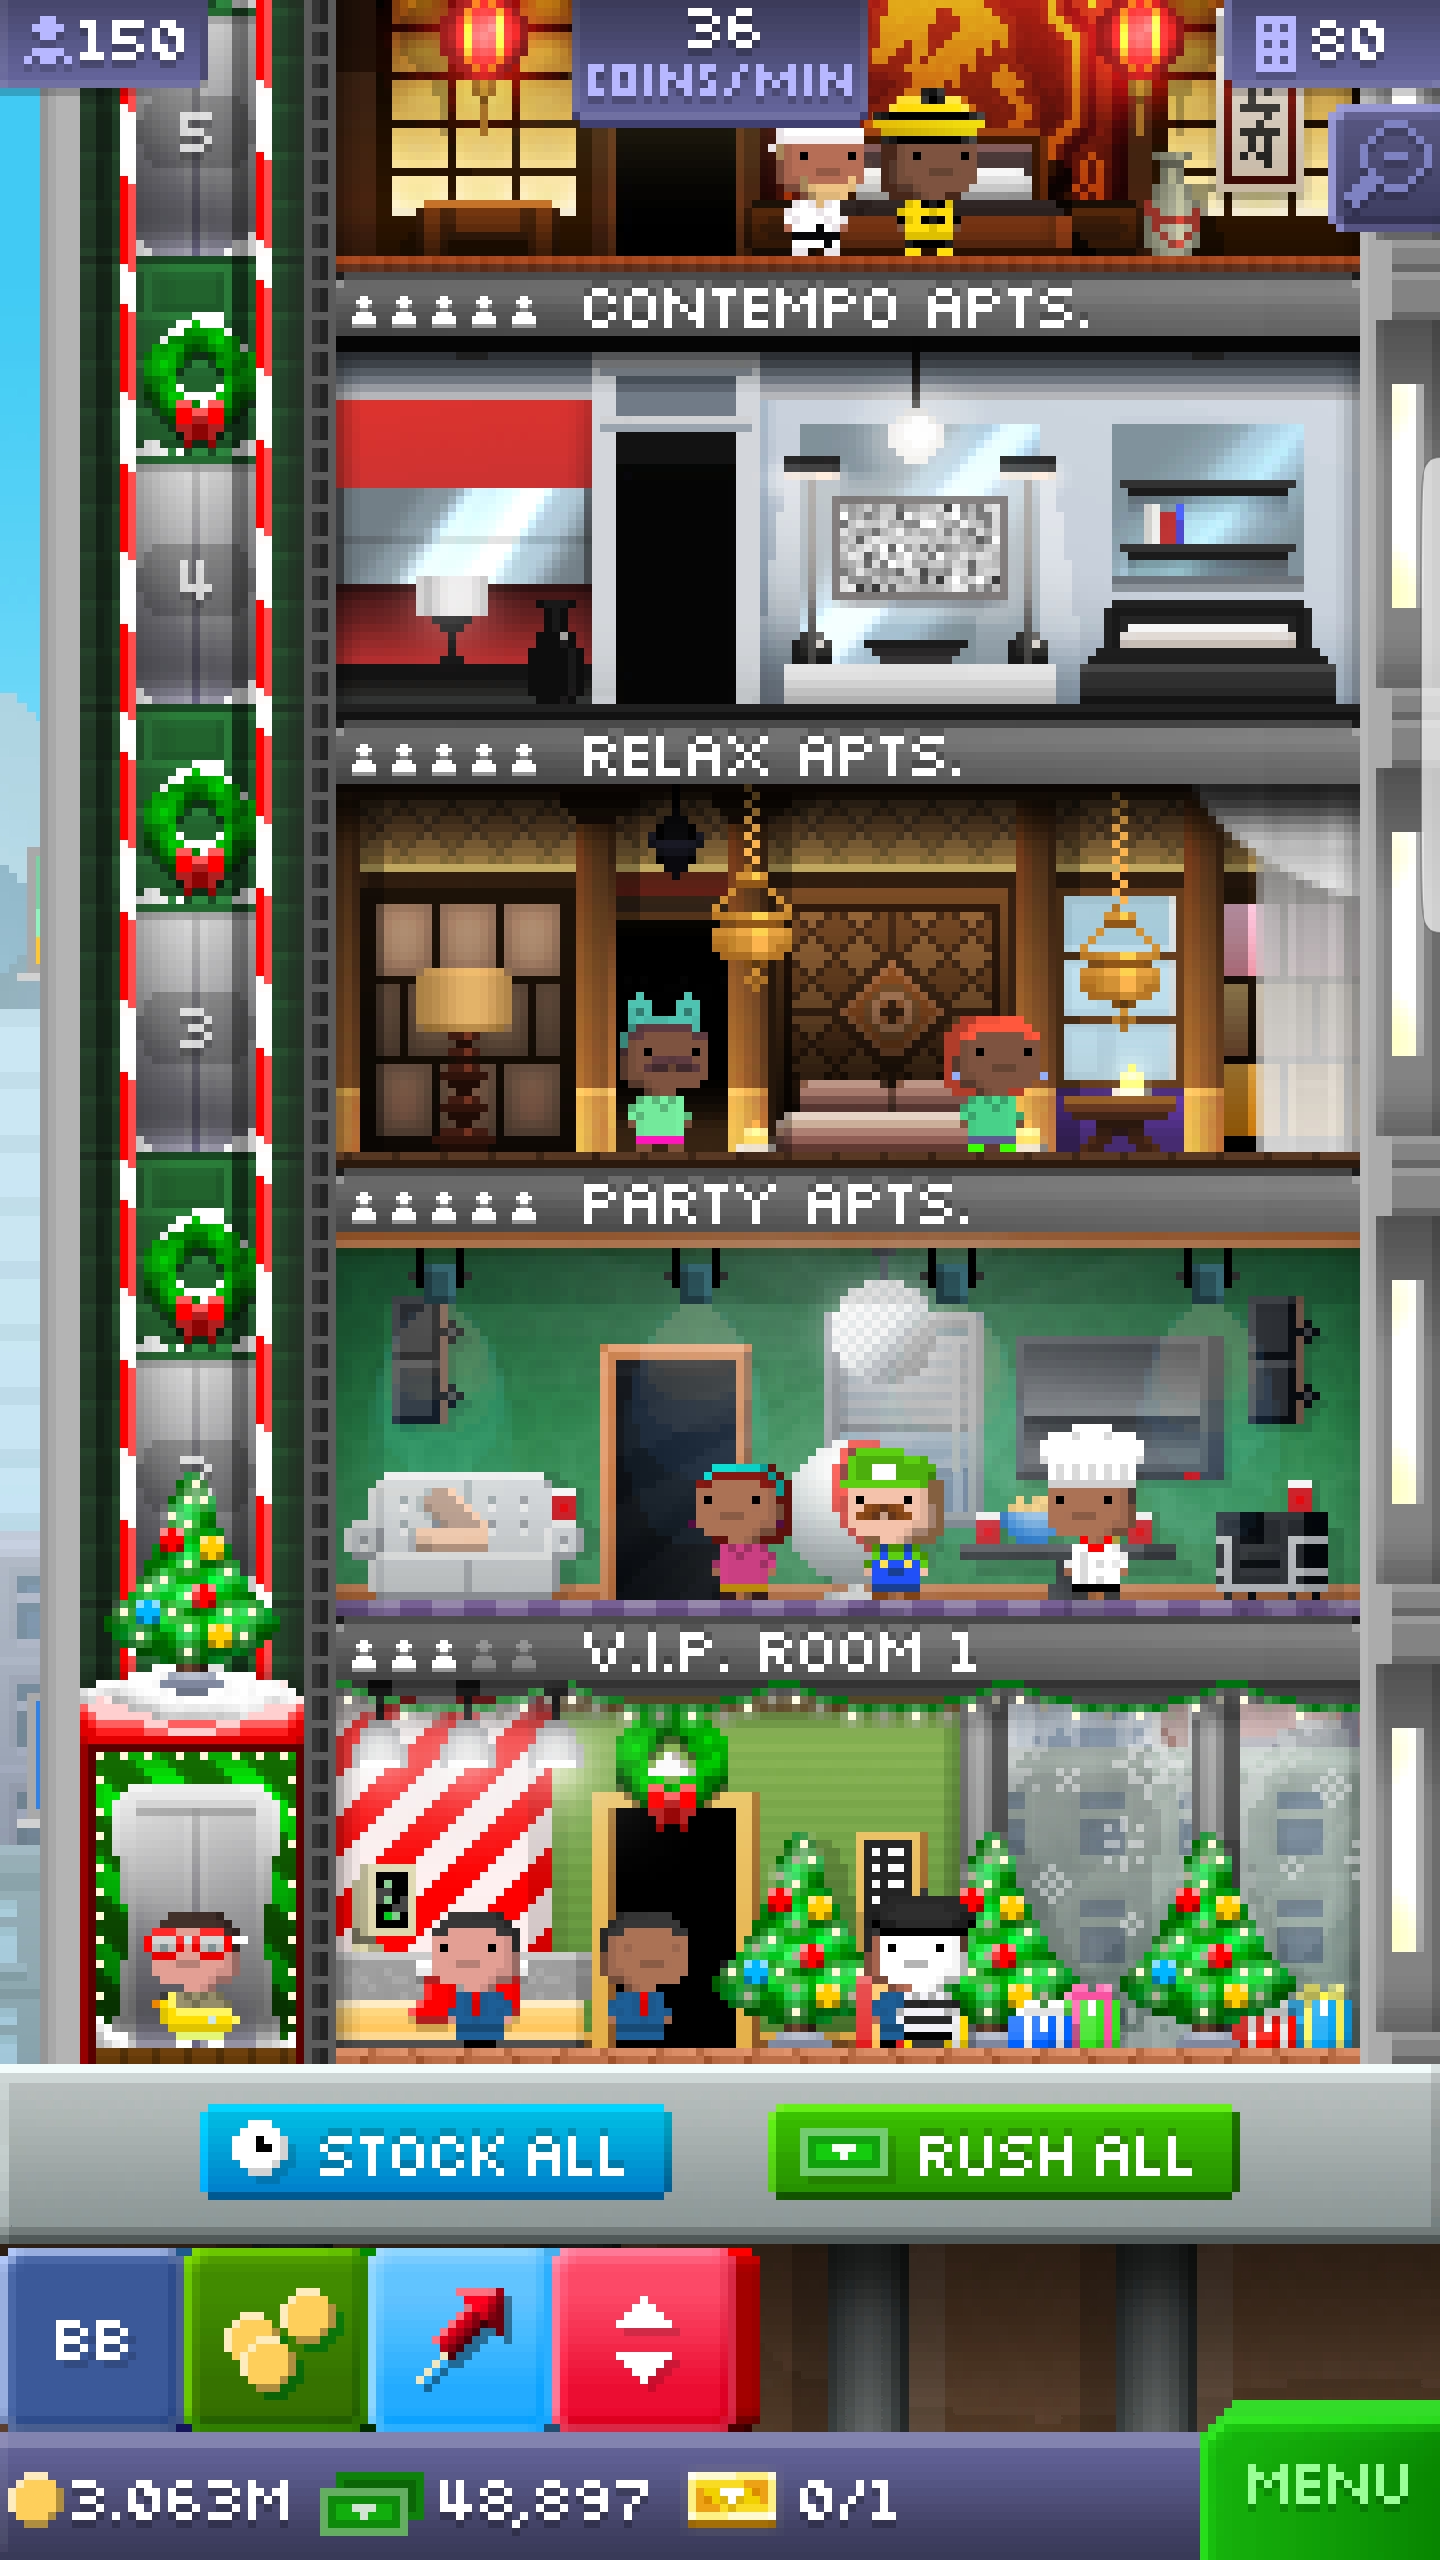 150
36
COINS/MIN
80
5
CONTEMPO APTS.
4
RELAX APTS.
3
PARTY APTS.
V.I.P. ROOM 1
STOCK ALL
RUSH ALL
BB
3.063M
48,897
0/1
MENU